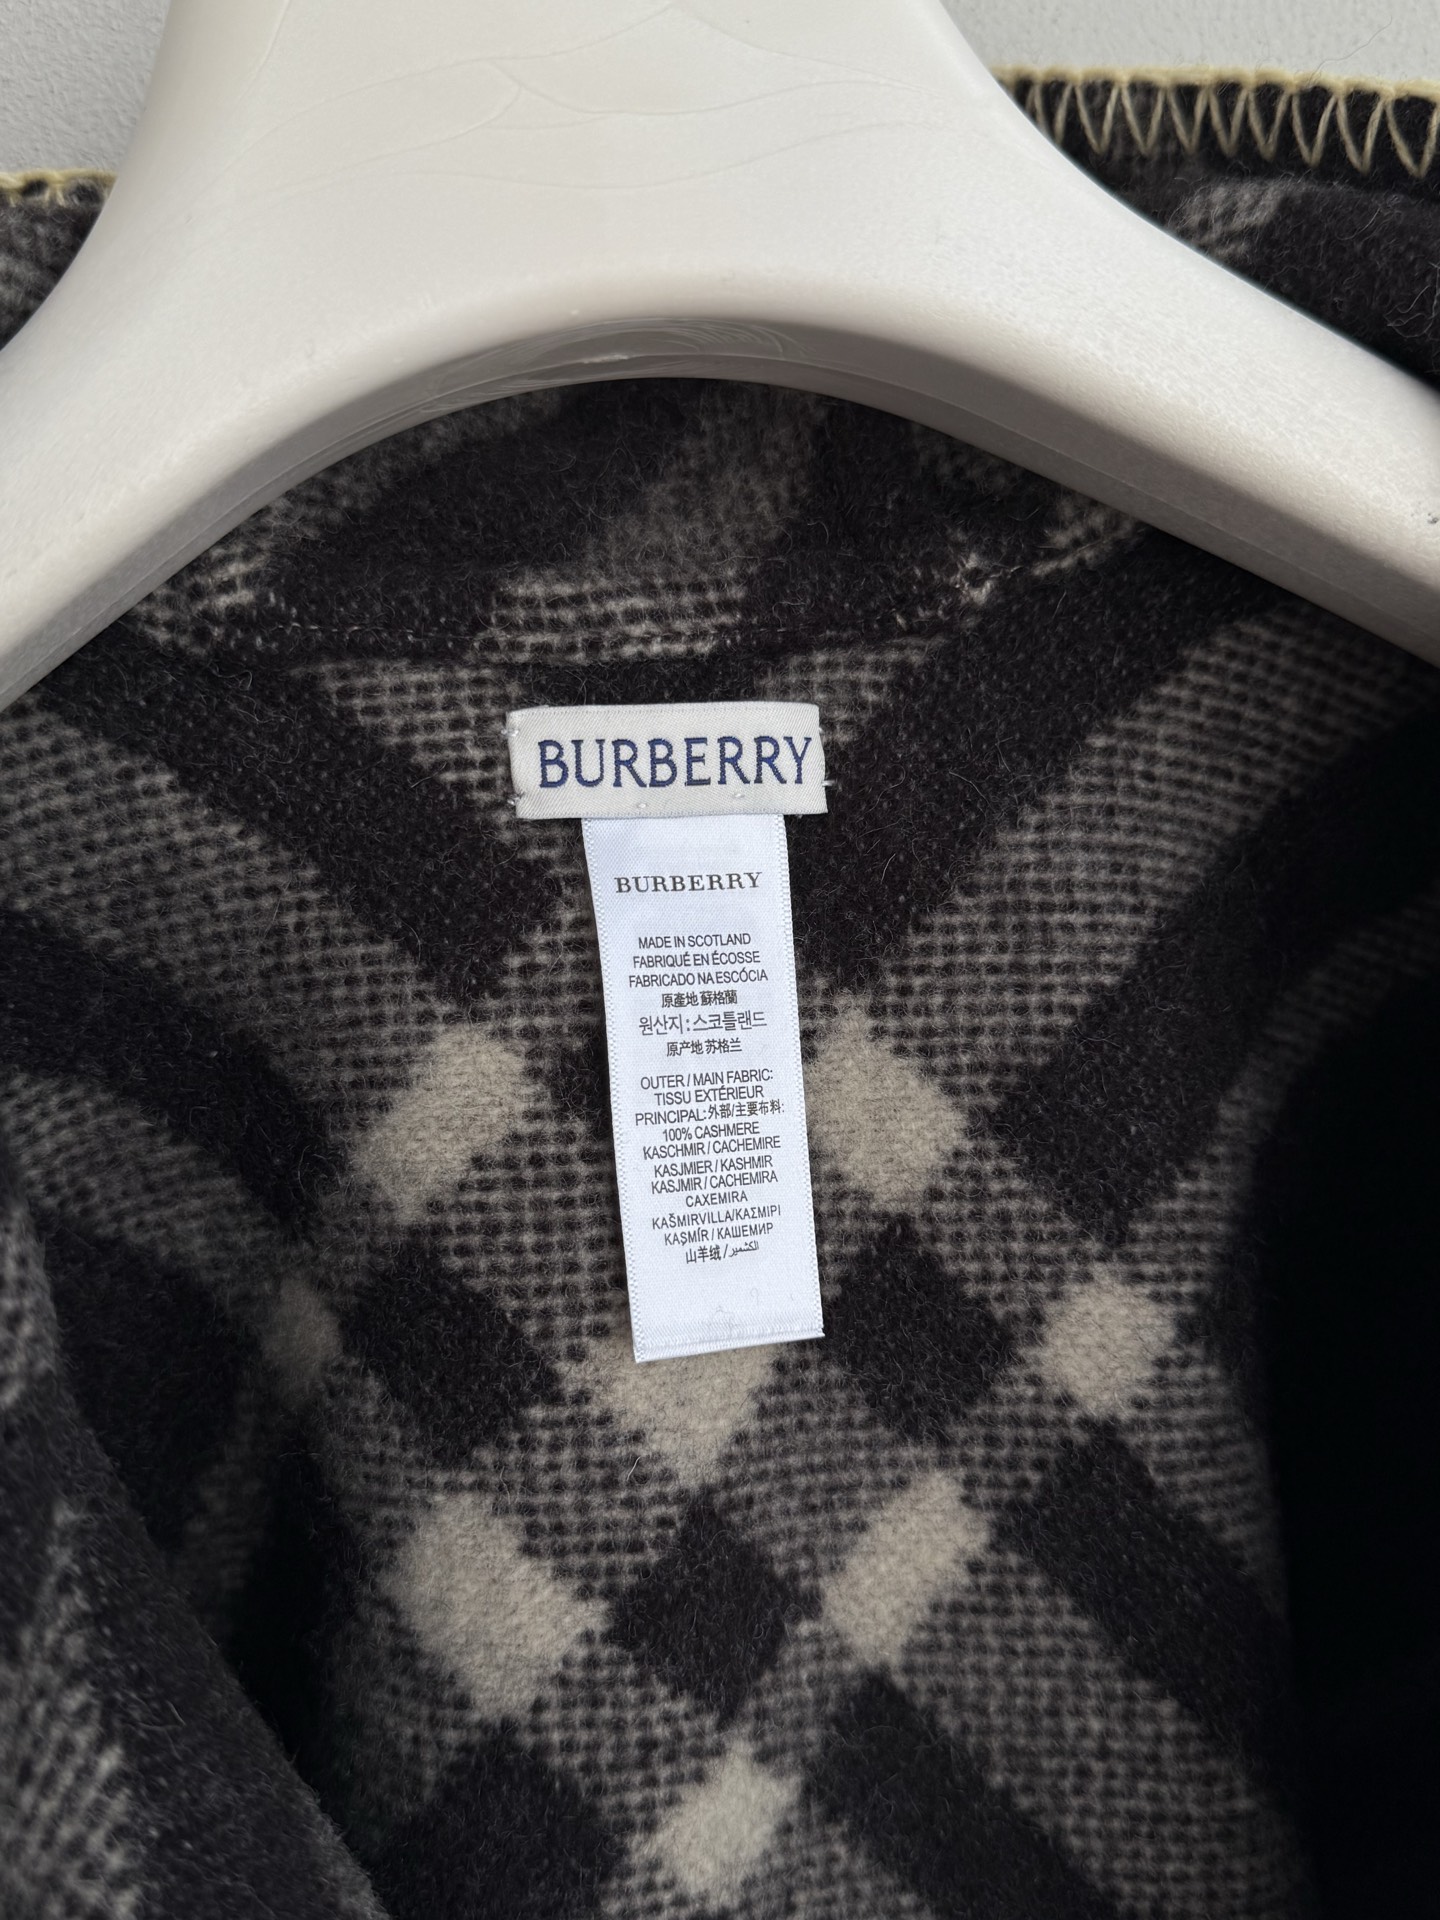 BURBERRY
BURBERRY
MADE IN SCOTLAND
FABRIQUÉ EN ÉCOSSE
FABRICADO NA ESCÓCIA
原產地 蘇格蘭
원산지: 스코틀랜드
原产地 苏格兰
OUTER / MAIN FABRIC:
TISSU EXTÉRIEUR
PRINCIPAL: 外部/主要布料:
100% CASHMERE
KASCHMIR / CACHEMIRE
KASJMIER / KASHMIR
KASJMIR / CACHEMIRA
CAXEMIRA
KAŠMIRVILLA/ΚΑΣΜΙΡΙ
KAŞMİR / КАШЕМИР
山羊绒 / الكشمير